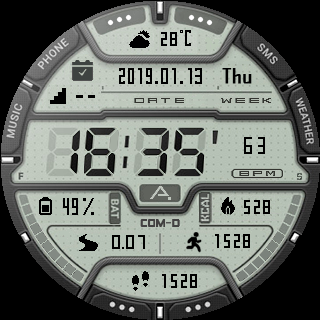 28°C
PHONE
SMS
2019.01.13 Thu
--
DATE WEEK
MUSIC
WEATHER
16:35' 63
F
BPM
S
A
49% BAT KCAL 528
COM-D
0.07 1528
1528